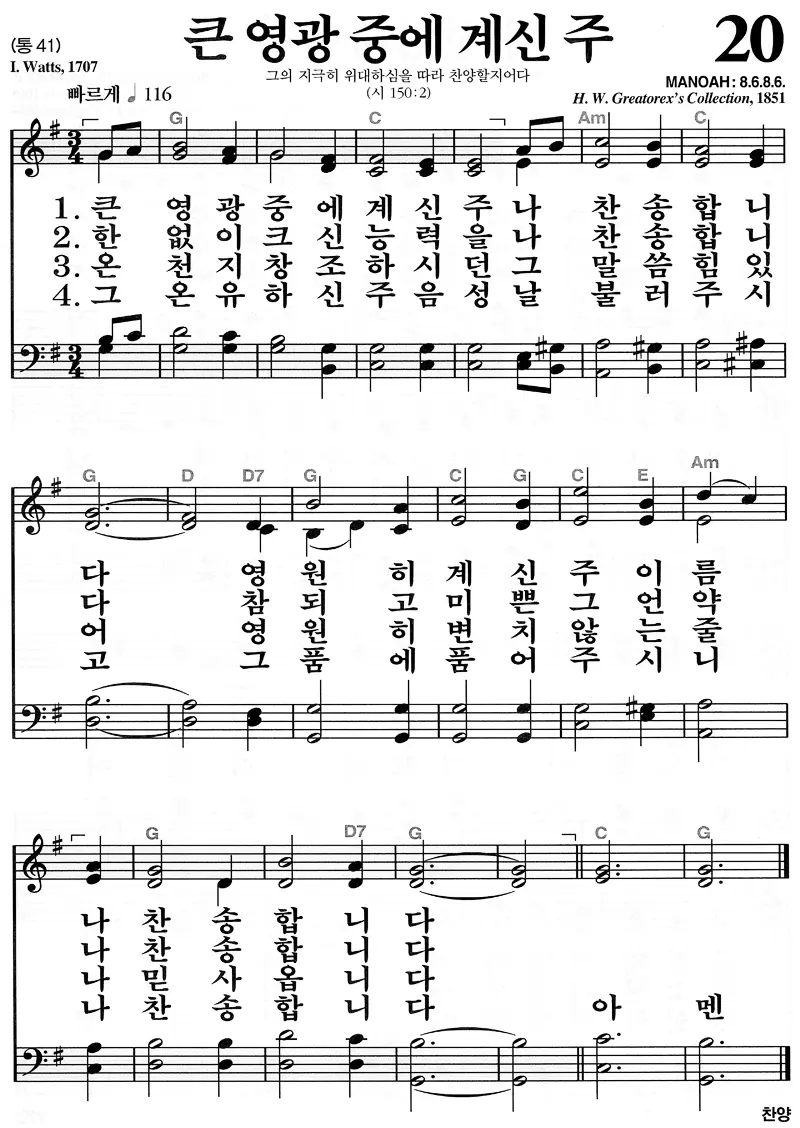 (통 41)
큰 영광 중에 계신 주
20
I. Watts, 1707
그의 지극히 위대하심을 따라 찬양할지어다
(시 150:2)
MANOAH: 8.6.8.6.
H. W. Greatorex's Collection, 1851
빠르게 ♩ 116
G C Am C
1. 큰 영 광 중 에 계 신 주 나 찬 송 합 니
2. 한 없 이 크 신 능 력 을 나 찬 송 합 니
3. 온 천 지 창 조 하 시 던 그 말 씀 힘 있
4. 그 온 유 하 신 주 음 성 날 불 러 주 시
G D D7 G C G C E Am
다 영 원 히 계 신 주 이 름
다 참 되 고 미 쁜 그 언 약
어 영 원 히 변 치 않 는 줄
고 그 품 에 품 어 주 시 니
G D7 G C G
나 찬 송 합 니 다
나 찬 송 합 니 다
나 믿 사 옵 니 다
나 찬 송 합 니 다 아 멘
찬양